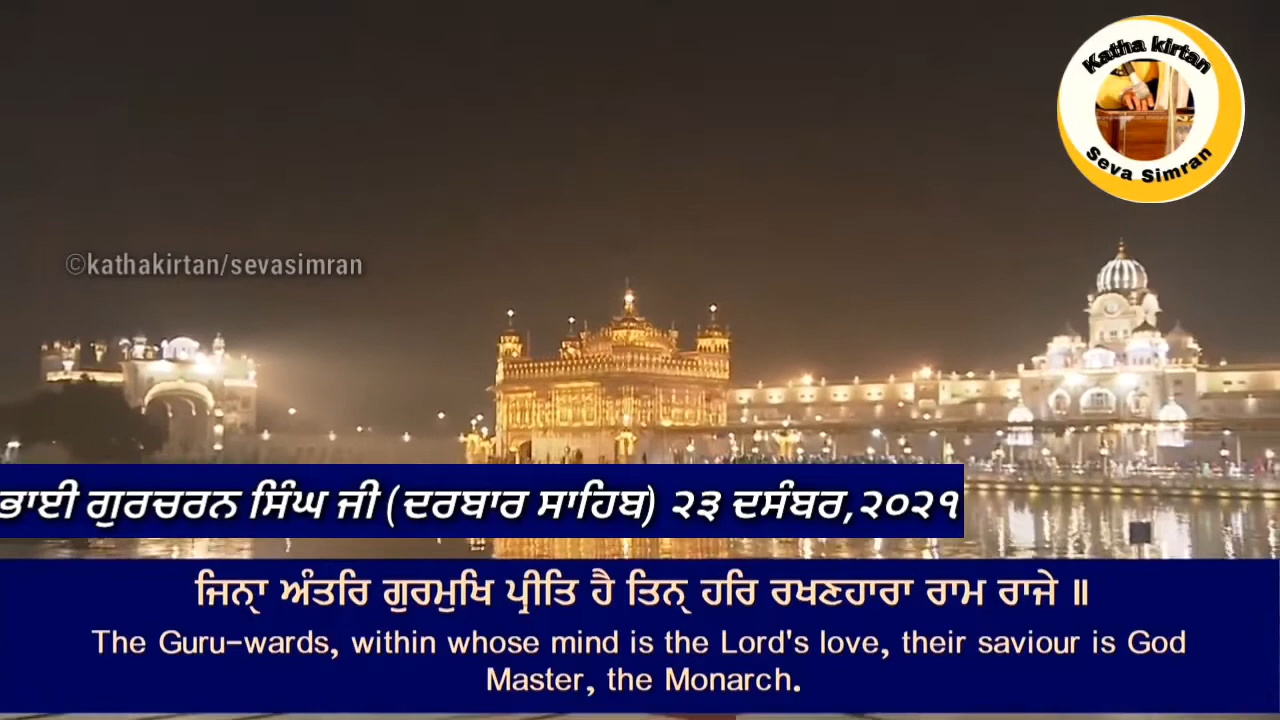 Katha kirtan
Seva Simran
©kathakirtan/sevasimran
ਭਾਈ ਗੁਰਚਰਨ ਸਿੰਘ ਜੀ (ਦਰਬਾਰ ਸਾਹਿਬ) ੨੩ ਦਸੰਬਰ,੨੦੨੧
ਜਿਨ੍ਹਾ ਅੰਤਰਿ ਗੁਰਮੁਖਿ ਪ੍ਰੀਤਿ ਹੈ ਤਿਨ੍ ਹਰਿ ਰਖਣਹਾਰਾ ਰਾਮ ਰਾਜੇ ॥
The Guru-wards, within whose mind is the Lord's love, their saviour is God
Master, the Monarch.